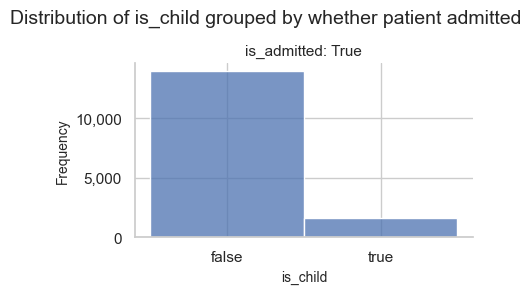 Distribution of is_child grouped by whether patient admitted
is_admitted: True
Frequency
10,000
5,000
0
false true
is_child